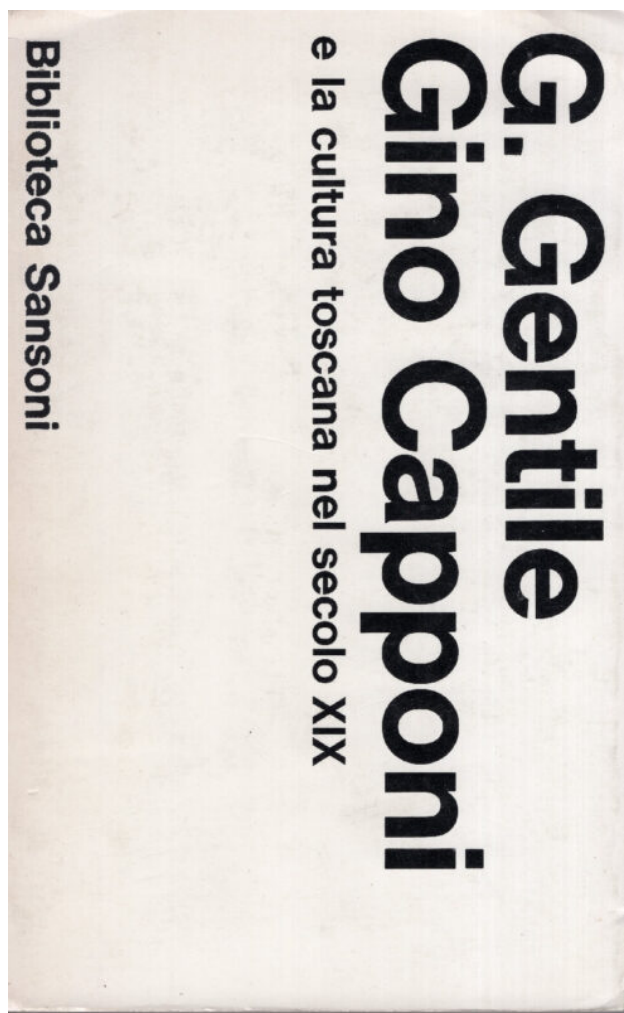 G. Gentile
Gino Capponi
e la cultura toscana nel secolo XIX
Biblioteca Sansoni